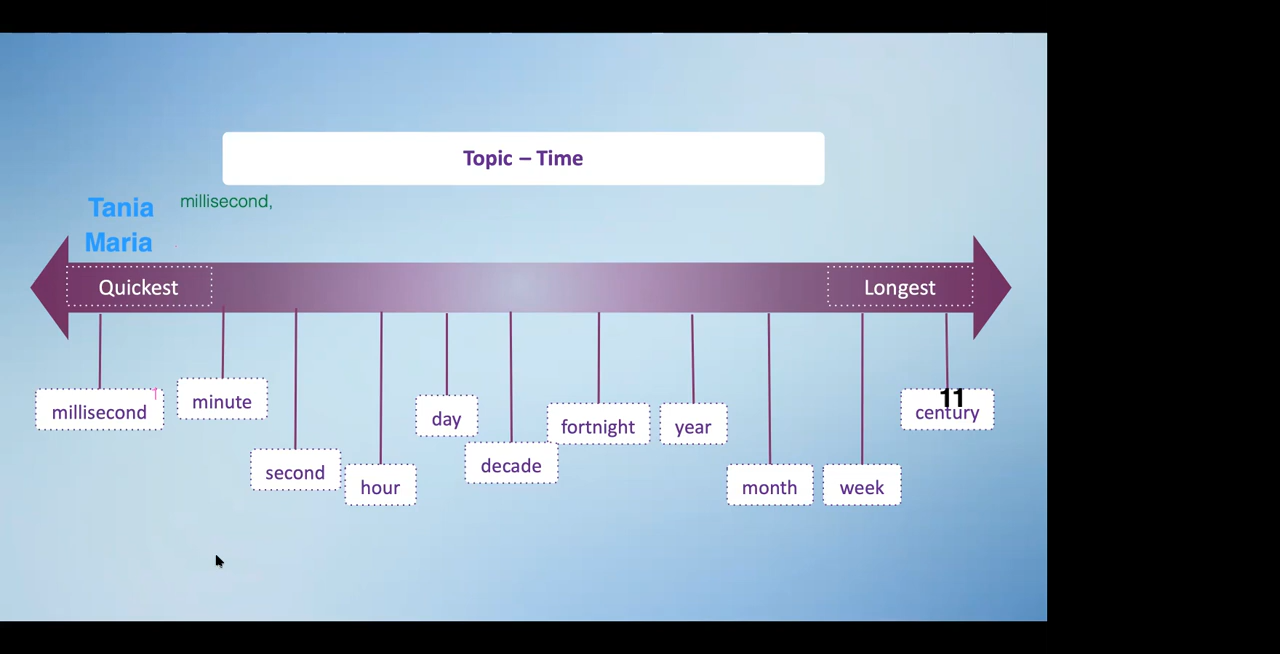 Topic – Time
Tania
millisecond,
Maria
Quickest
Longest
millisecond
minute
second
hour
day
decade
fortnight
year
month
week
11
century